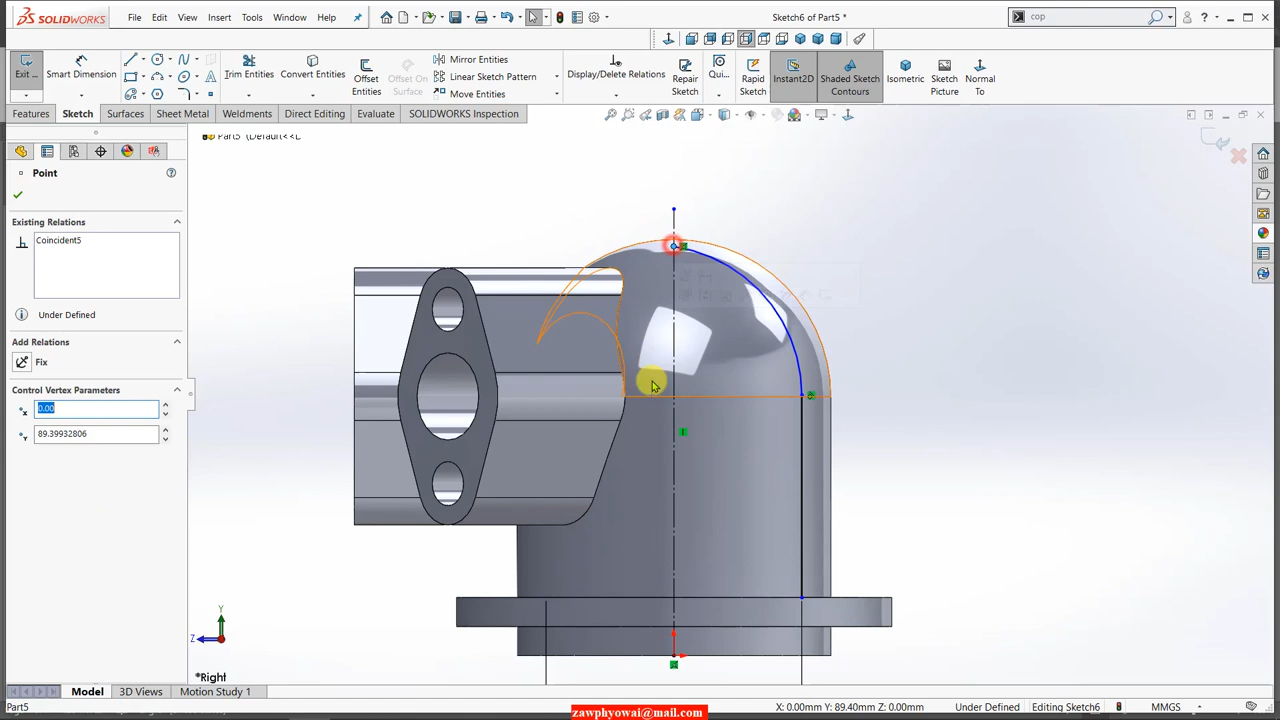 SOLIDWORKS File Edit View Insert Tools Window Help
Sketch6 of Part5 *
cop
Exit ...
Smart Dimension
Trim Entities
Convert Entities
Offset Entities
Offset On Surface
Mirror Entities
Linear Sketch Pattern
Move Entities
Display/Delete Relations
Repair Sketch
Qui...
Rapid Sketch
Instant2D
Shaded Sketch Contours
Isometric
Sketch Picture
Normal To
Features Sketch Surfaces Sheet Metal Weldments Direct Editing Evaluate SOLIDWORKS Inspection
Part5 (Default<<D
Point
Existing Relations
Coincident5
Under Defined
Add Relations
Fix
Control Vertex Parameters
0.00
89.39932806
Y
Z
*Right
Model 3D Views Motion Study 1
Part5
X: 0.00mm Y: 89.40mm Z: 0.00mm Under Defined Editing Sketch6 MMGS
zawphyowai@mail.com